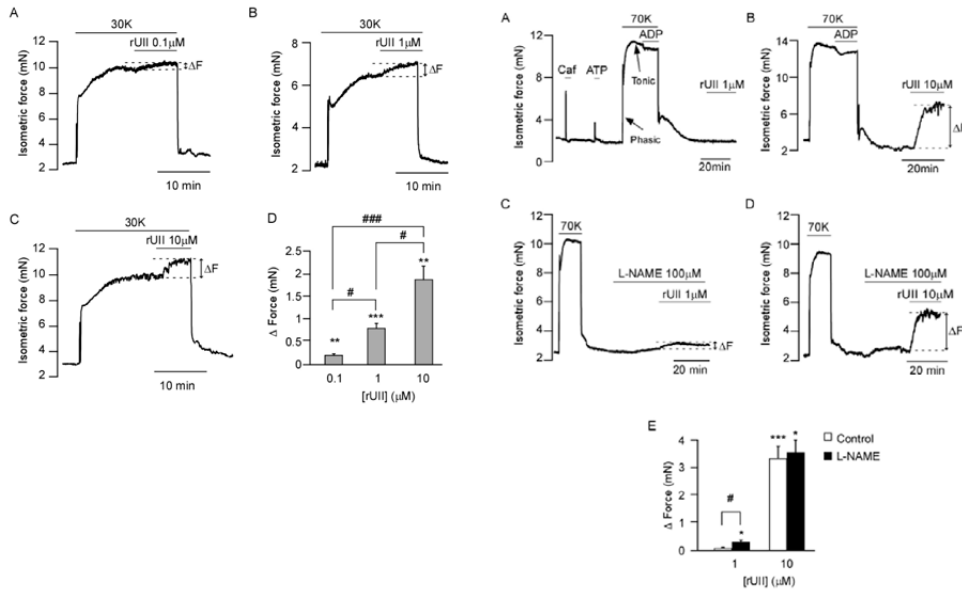 A
30K
rUII 0.1µM
ΔF
Isometric force (mN)
12
10
8
6
4
2
10 min
B
30K
rUII 1µM
ΔF
Isometric force (mN)
8
6
4
2
10 min
C
30K
rUII 10µM
ΔF
Isometric force (mN)
12
10
8
6
4
2
10 min
D
###
#
#
**
***
**
Δ Force (mN)
2.5
2
1.5
1
0.5
0
0.1 1 10
[rUII] (µM)
A
70K
ADP
Caf ATP
Tonic
Phasic
rUII 1µM
Isometric force (mN)
12
8
4
0
20min
B
70K
ADP
rUII 10µM
Isometric force (mN)
14
12
10
8
6
4
2
20min
C
70K
L-NAME 100µM
rUII 1µM
ΔF
Isometric force (mN)
12
10
8
6
4
2
20 min
D
70K
L-NAME 100µM
rUII 10µM
Isometric force (mN)
12
10
8
6
4
2
20 min
E
Control
L-NAME
#
*
***
*
Δ Force (mN)
4
3
2
1
0
1 10
[rUII] (µM)